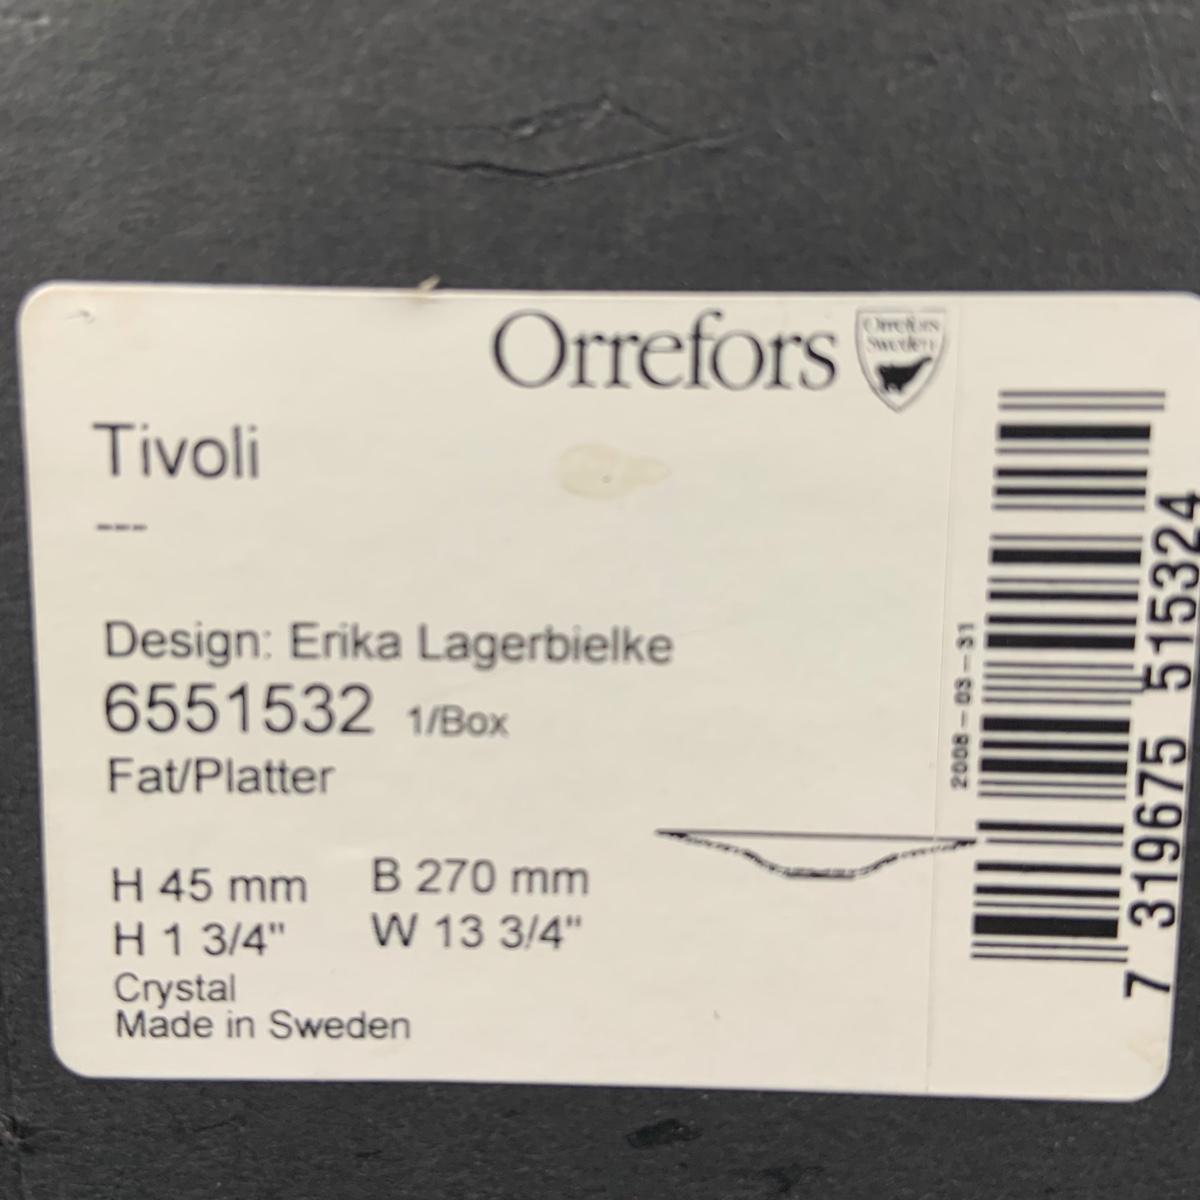 Orrefors
Orrefors
Sweden
Tivoli
---
Design: Erika Lagerbielke
6551532 1/Box
Fat/Platter
H 45 mm B 270 mm
H 1 3/4" W 13 3/4"
Crystal
Made in Sweden
2008-03-31
7 319675 515324